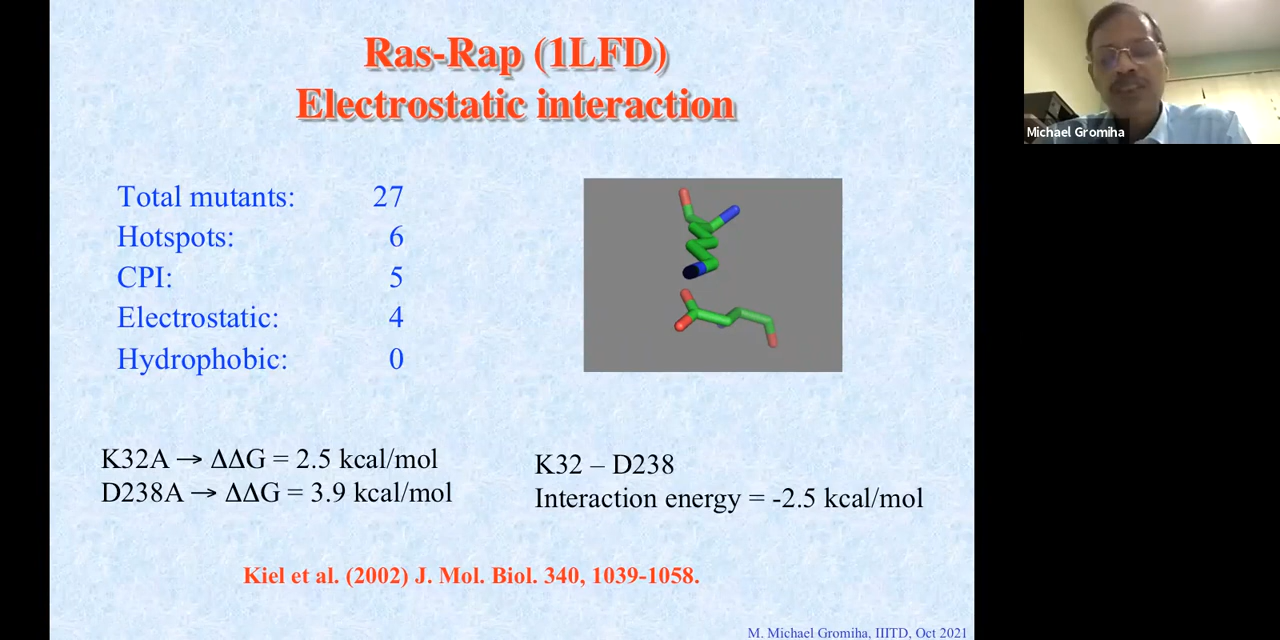 Ras-Rap (1LFD)
Electrostatic interaction
Total mutants: 27
Hotspots: 6
CPI: 5
Electrostatic: 4
Hydrophobic: 0
K32A → ΔΔG = 2.5 kcal/mol
D238A → ΔΔG = 3.9 kcal/mol
K32 – D238
Interaction energy = -2.5 kcal/mol
Kiel et al. (2002) J. Mol. Biol. 340, 1039-1058.
M. Michael Gromiha, IIITD, Oct 2021
Michael Gromiha